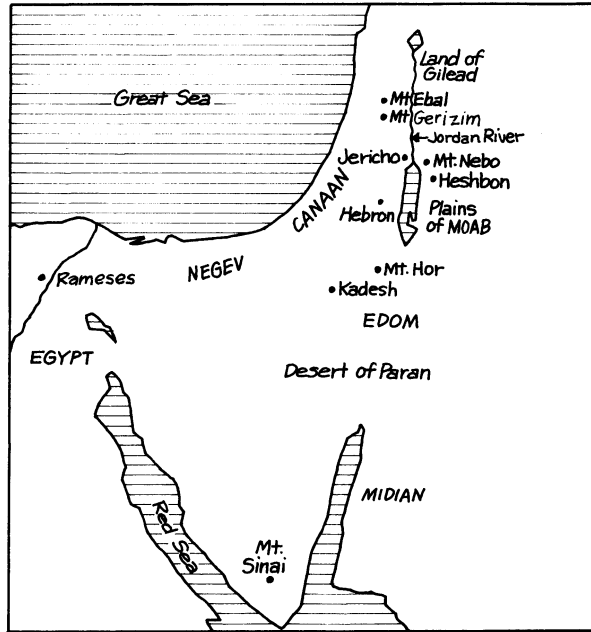 Land of
Gilead
Great Sea
Mt Ebal
Mt Gerizim
Jordan River
Jericho
Mt. Nebo
Heshbon
CANAAN
Hebron
Plains
of MOAB
NEGEV
Mt. Hor
Rameses
Kadesh
EDOM
EGYPT
Desert of Paran
MIDIAN
Red Sea
Mt.
Sinai